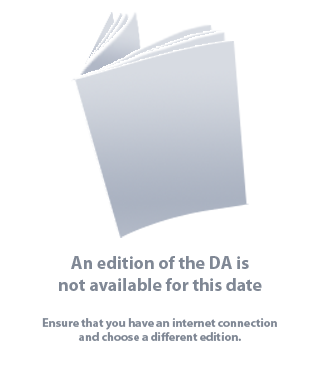 An edition of the DA is
not available for this date
Ensure that you have an internet connection
and choose a different edition.